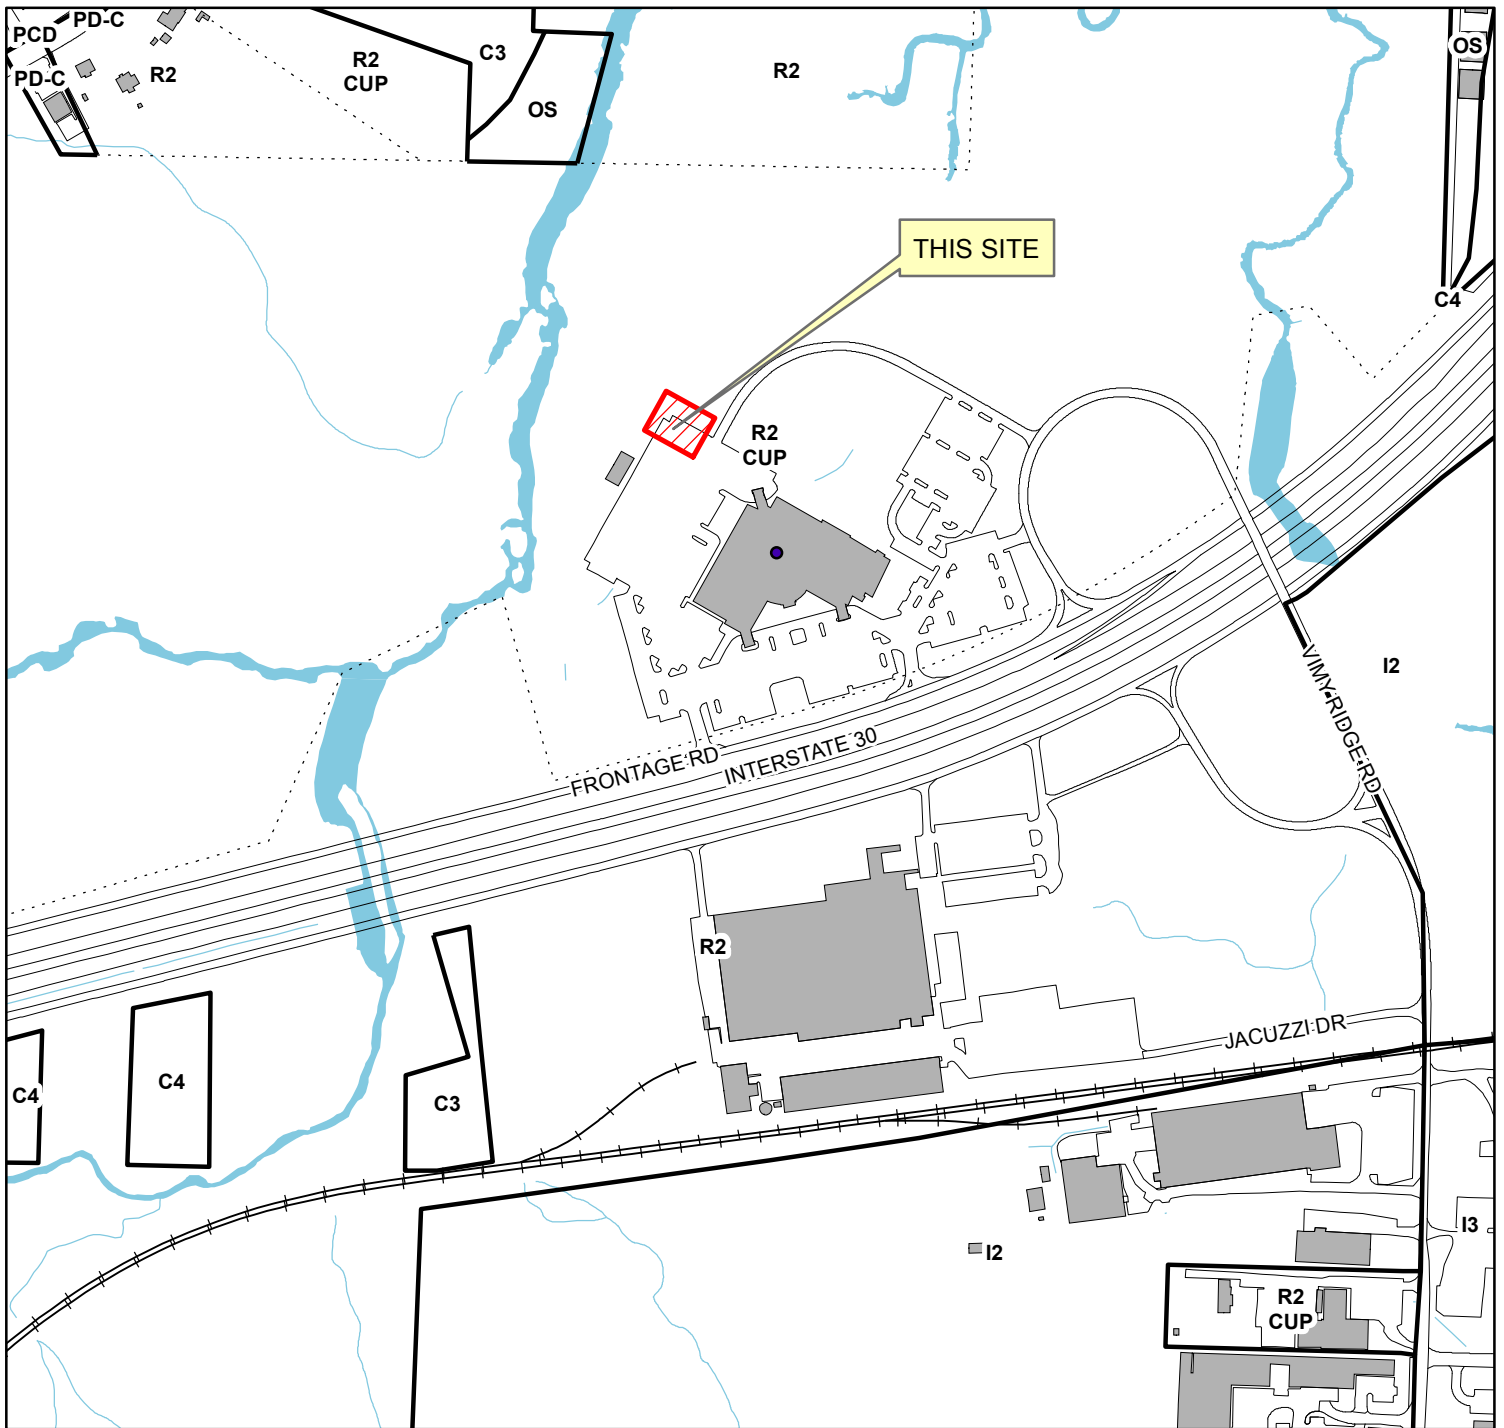 PD-C
PCD
PD-C
R2
R2
CUP
C3
OS
R2
OS
THIS SITE
C4
R2
CUP
I2
VIMY RIDGE RD
FRONTAGE RD
INTERSTATE 30
R2
JACUZZI DR
C4
C4
C3
I3
I2
R2
CUP